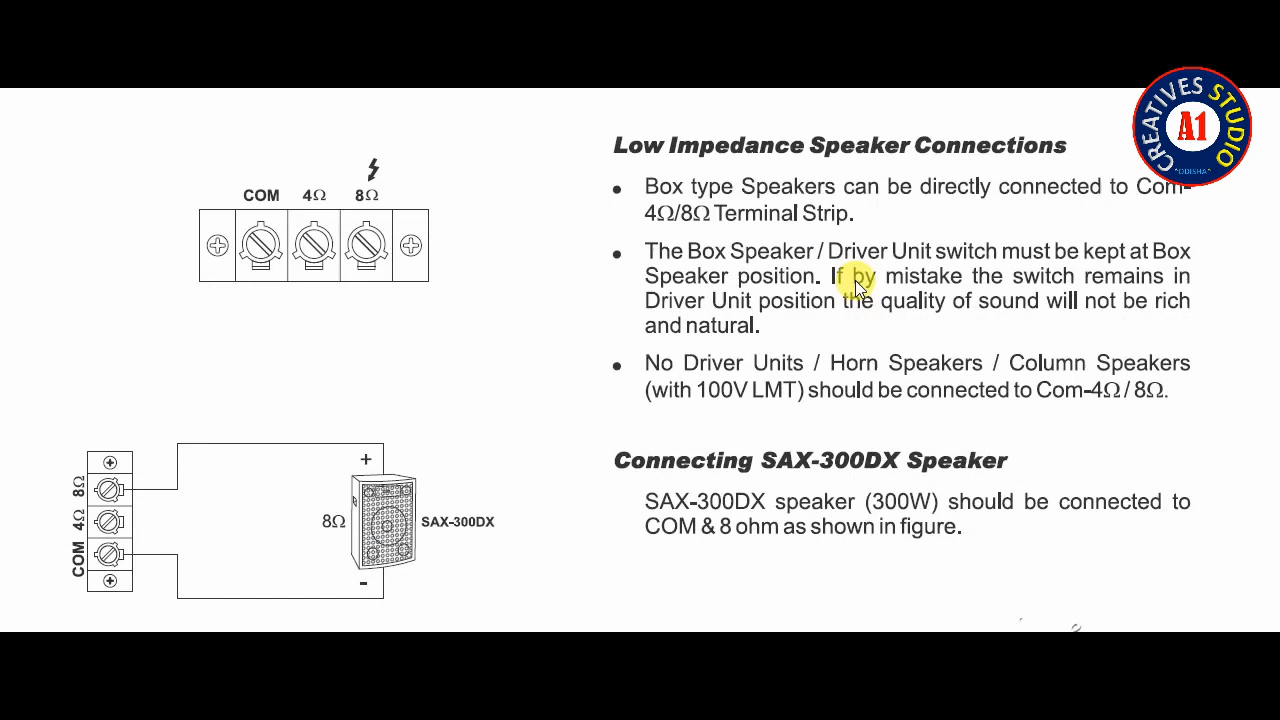 CREATIVES STUDIO
A1
"ODISHA"
COM 4Ω 8Ω
Low Impedance Speaker Connections
• Box type Speakers can be directly connected to Com-
4Ω/8Ω Terminal Strip.
• The Box Speaker / Driver Unit switch must be kept at Box
Speaker position. If by mistake the switch remains in
Driver Unit position the quality of sound will not be rich
and natural.
• No Driver Units / Horn Speakers / Column Speakers
(with 100V LMT) should be connected to Com-4Ω / 8Ω.
8Ω
4Ω
COM
+
8Ω
SAX-300DX
-
Connecting SAX-300DX Speaker
SAX-300DX speaker (300W) should be connected to
COM & 8 ohm as shown in figure.